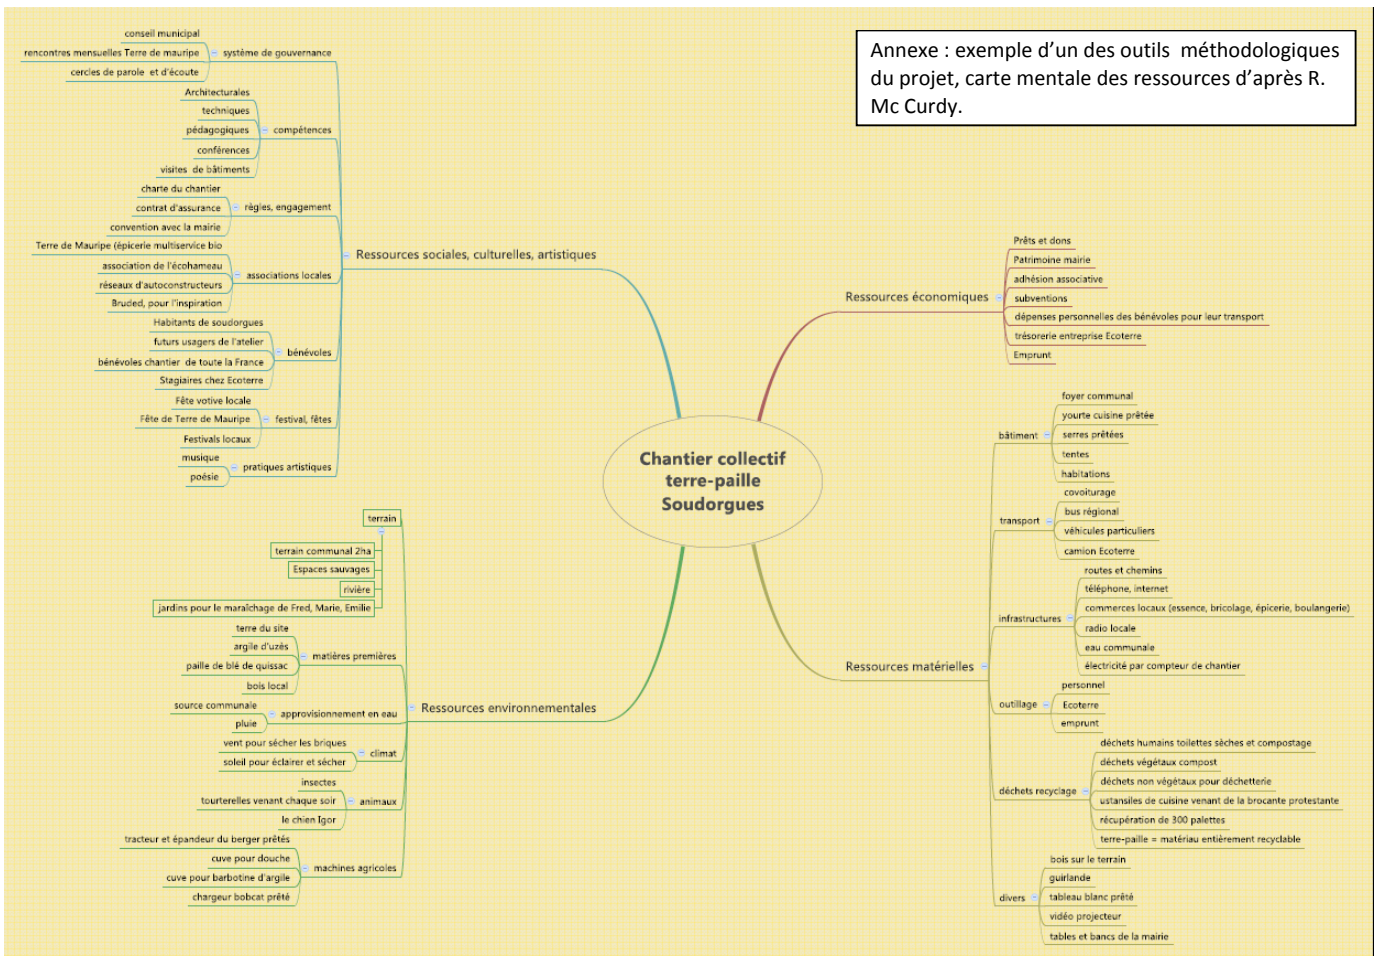 Annexe : exemple d'un des outils  méthodologiques
du projet, carte mentale des ressources d'après R.
Mc Curdy.
Chantier collectif
terre-paille
Soudorgues
Ressources sociales, culturelles, artistiques
système de gouvernance
conseil municipal
rencontres mensuelles Terre de mauripe
cercles de parole  et d'écoute
compétences
Architecturales
techniques
pédagogiques
conférences
visites  de bâtiments
règles, engagement
charte du chantier
contrat d'assurance
convention avec la mairie
associations locales
Terre de Mauripe (épicerie multiservice bio
association de l'écohameau
réseaux d'autoconstructeurs
Bruded, pour l'inspiration
bénévoles
Habitants de soudorgues
futurs usagers de l'atelier
bénévoles chantier  de toute la France
Stagiaires chez Ecoterre
festival, fêtes
Fête votive locale
Fête de Terre de Mauripe
Festivals locaux
pratiques artistiques
musique
poésie
Ressources économiques
Prêts et dons
Patrimoine mairie
adhésion associative
subventions
dépenses personnelles des bénévoles pour leur transport
trésorerie entreprise Ecoterre
Emprunt
Ressources matérielles
bâtiment
foyer communal
yourte cuisine prêtée
serres prêtées
tentes
habitations
transport
covoiturage
bus régional
véhicules particuliers
camion Ecoterre
infrastructures
routes et chemins
téléphone, internet
commerces locaux (essence, bricolage, épicerie, boulangerie)
radio locale
eau communale
électricité par compteur de chantier
outillage
personnel
Ecoterre
emprunt
déchets recyclage
déchets humains toilettes sèches et compostage
déchets végétaux compost
déchets non végétaux pour déchetterie
ustansiles de cuisine venant de la brocante protestante
récupération de 300 palettes
terre-paille = matériau entièrement recyclable
divers
bois sur le terrain
guirlande
tableau blanc prêté
vidéo projecteur
tables et bancs de la mairie
Ressources environnementales
terrain
terrain communal 2ha
Espaces sauvages
rivière
jardins pour le maraîchage de Fred, Marie, Emilie
matières premières
terre du site
argile d'uzès
paille de blé de quissac
bois local
approvisionnement en eau
source communale
pluie
climat
vent pour sécher les briques
soleil pour éclairer et sécher
animaux
insectes
tourterelles venant chaque soir
le chien Igor
machines agricoles
tracteur et épandeur du berger prêtés
cuve pour douche
cuve pour barbotine d'argile
chargeur bobcat prêté